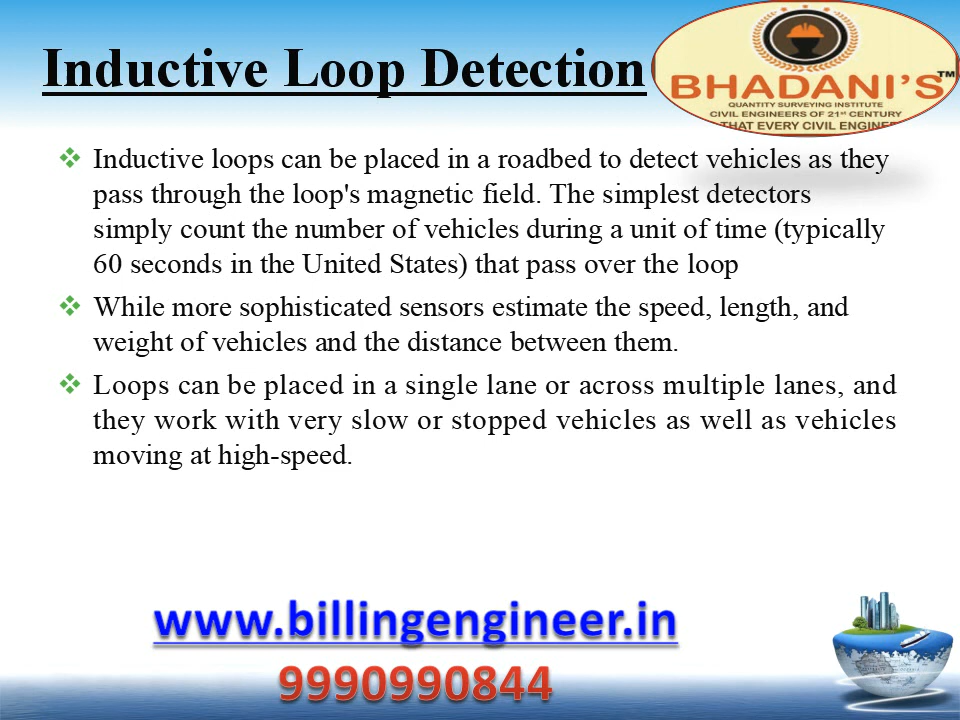 Inductive Loop Detection
BHADANI'S™
QUANTITY SURVEYING INSTITUTE
CIVIL ENGINEERS OF 21ST CENTURY
THAT EVERY CIVIL ENGINE
Inductive loops can be placed in a roadbed to detect vehicles as they
pass through the loop's magnetic field. The simplest detectors
simply count the number of vehicles during a unit of time (typically
60 seconds in the United States) that pass over the loop
While more sophisticated sensors estimate the speed, length, and
weight of vehicles and the distance between them.
Loops can be placed in a single lane or across multiple lanes, and
they work with very slow or stopped vehicles as well as vehicles
moving at high-speed.
www.billingengineer.in
9990990844